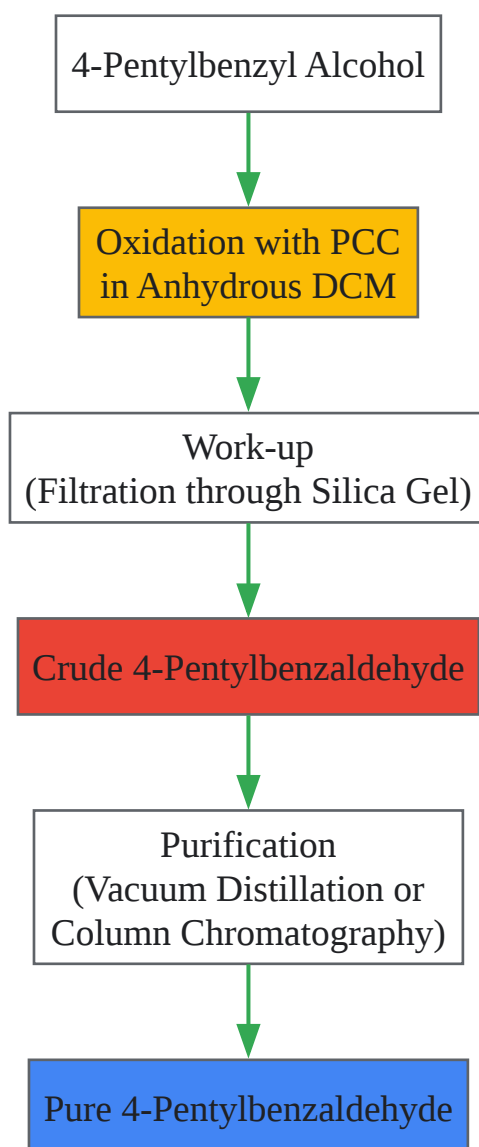 4-Pentylbenzyl Alcohol
Oxidation with PCC
in Anhydrous DCM
Work-up
(Filtration through Silica Gel)
Crude 4-Pentylbenzaldehyde
Purification
(Vacuum Distillation or
Column Chromatography)
Pure 4-Pentylbenzaldehyde